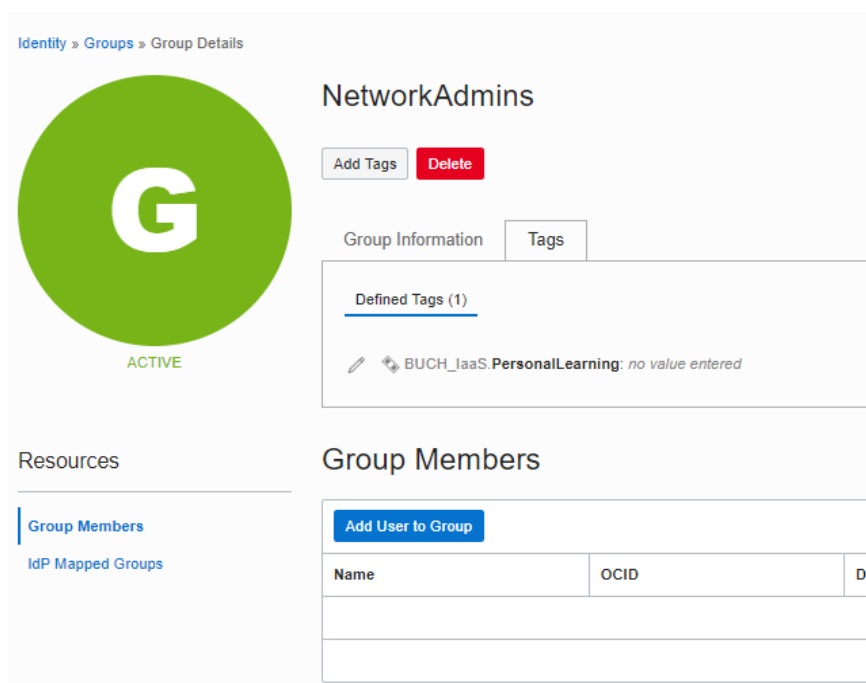 Identity » Groups » Group Details
G
ACTIVE
NetworkAdmins
Add Tags Delete
Group Information Tags
Defined Tags (1)
BUCH_IaaS.PersonalLearning: no value entered
Resources
Group Members
IdP Mapped Groups
Group Members
Add User to Group
Name OCID D